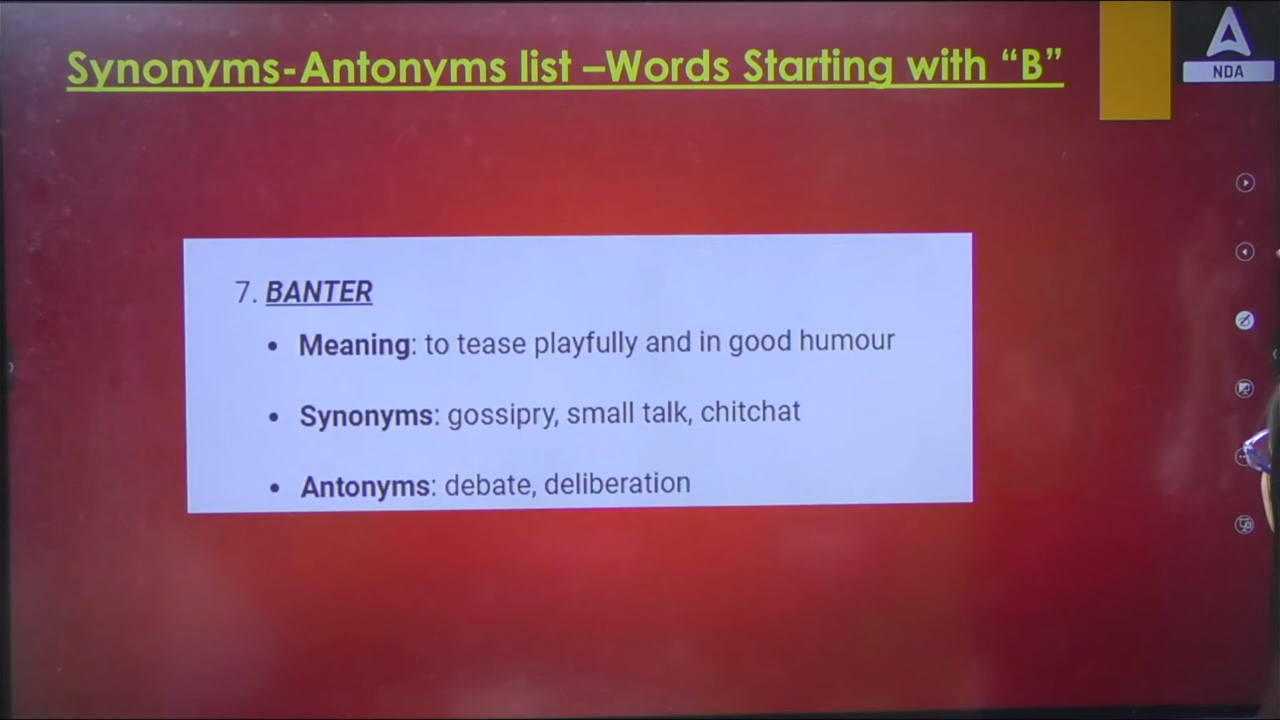 Synonyms-Antonyms list –Words Starting with “B”
NDA
7. BANTER
• Meaning: to tease playfully and in good humour
• Synonyms: gossipry, small talk, chitchat
• Antonyms: debate, deliberation